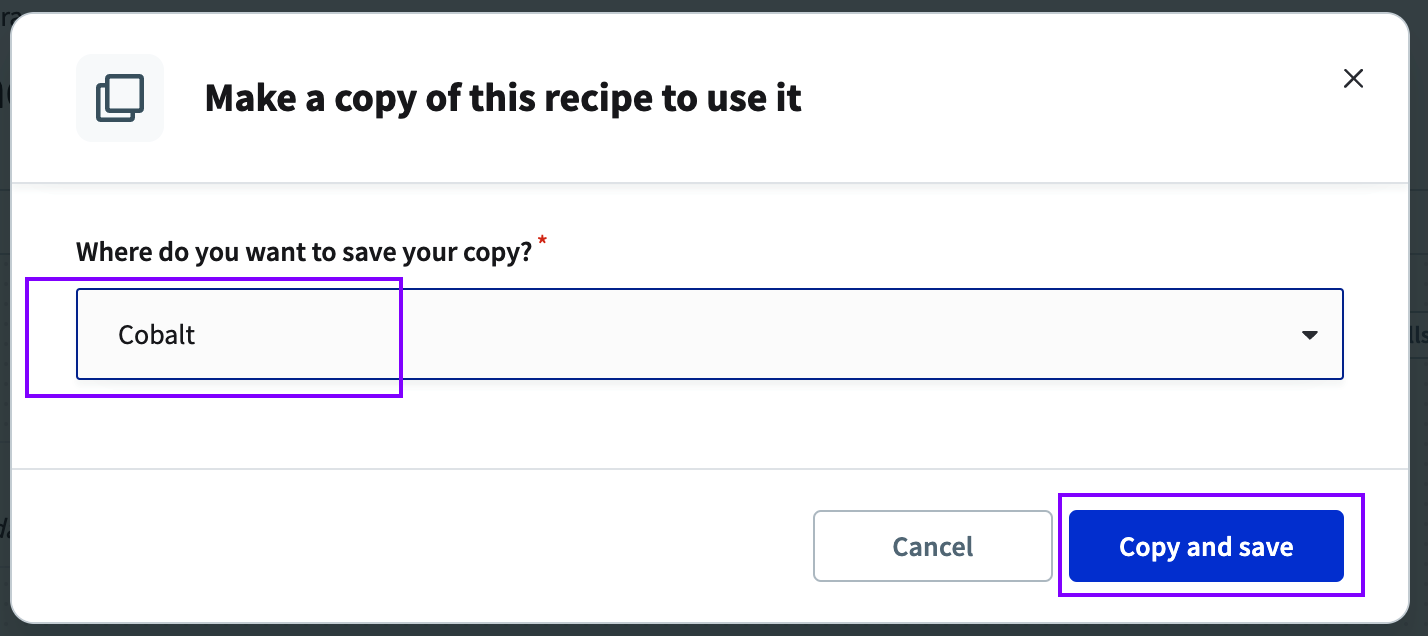 Make a copy of this recipe to use it
Where do you want to save your copy? *
Cobalt
Cancel
Copy and save